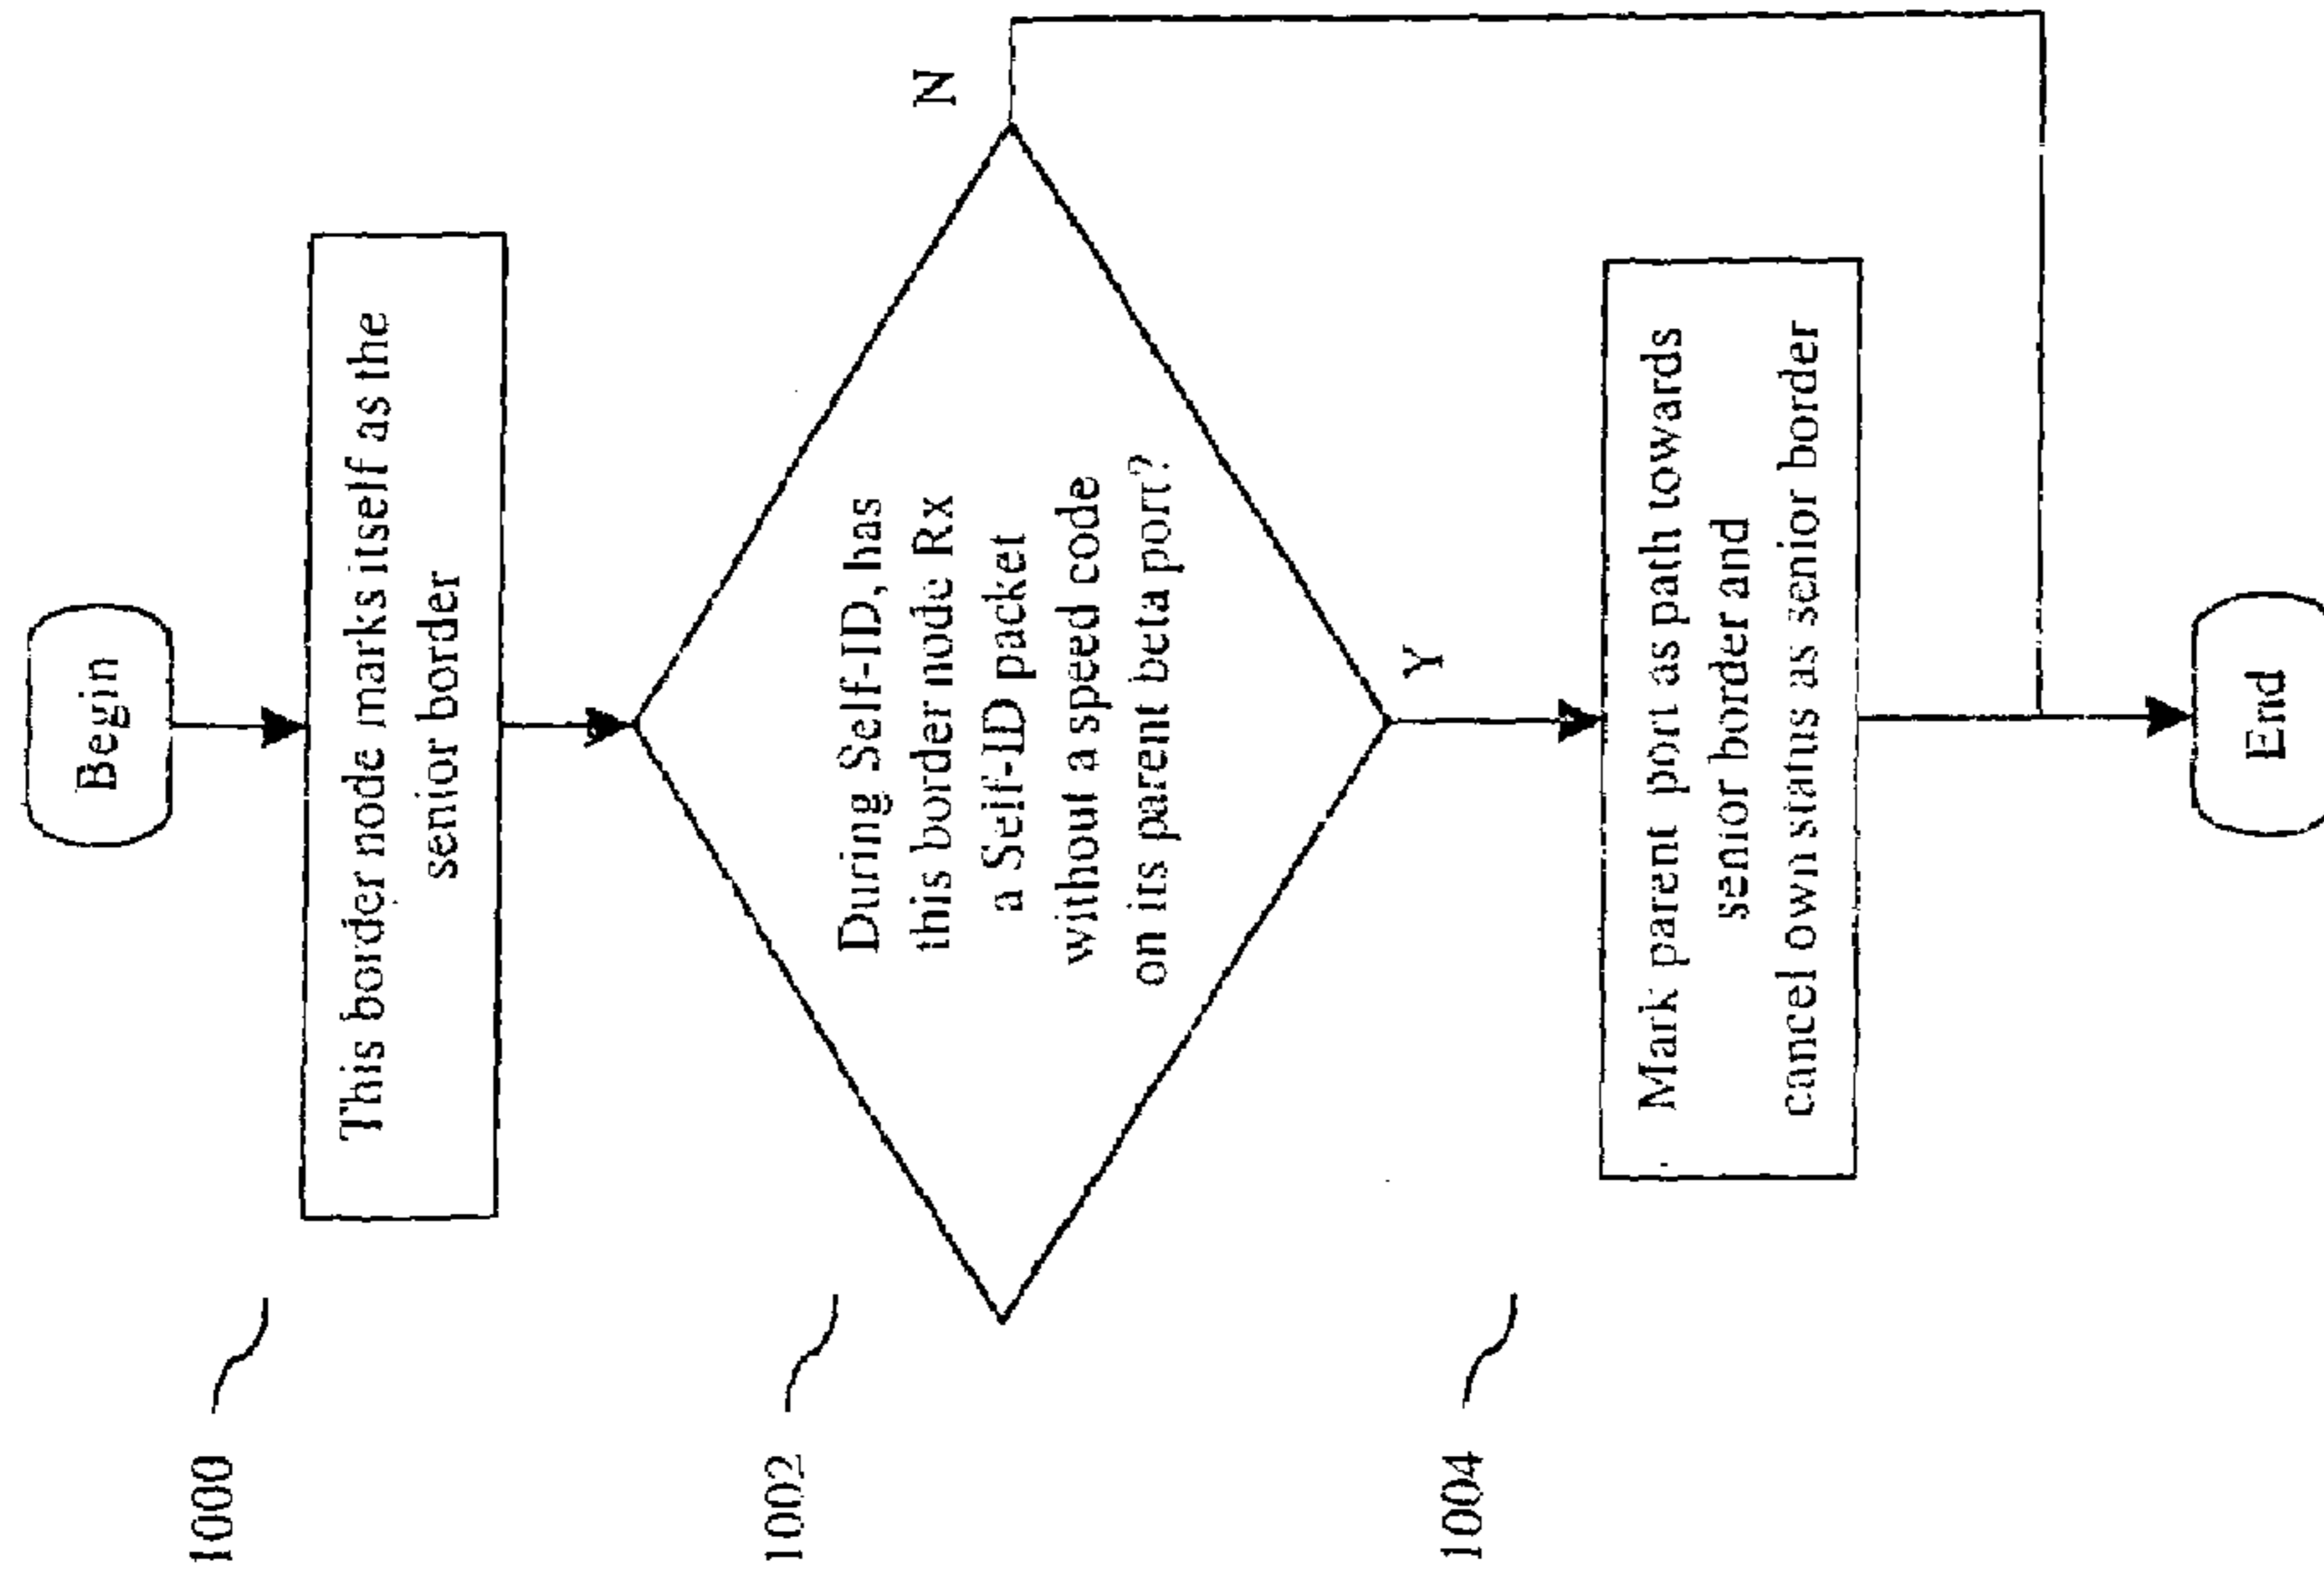 Begin
1000
This border node marks itself as the
senior border
1002
During Self-ID, has
this border node Rx
a Self-ID packet
without a speed code
on its parent beta port?
N
Y
1004
Mark parent port as path towards
senior border and
cancel own status as senior border
End